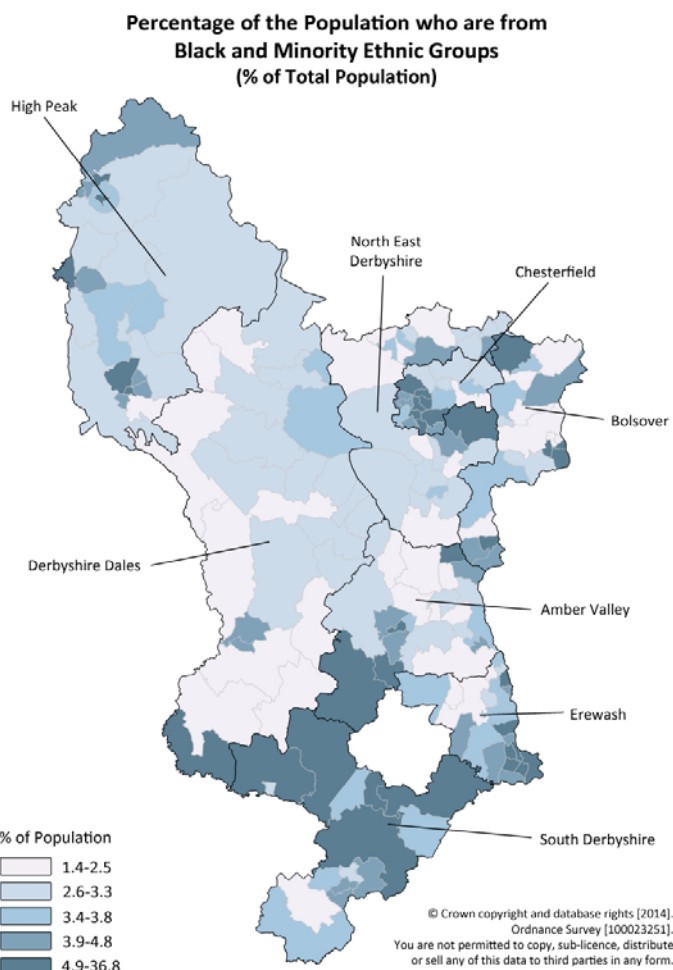 Percentage of the Population who are from
Black and Minority Ethnic Groups
(% of Total Population)
High Peak
North East
Derbyshire
Chesterfield
Bolsover
Derbyshire Dales
Amber Valley
Erewash
South Derbyshire
% of Population
1.4-2.5
2.6-3.3
3.4-3.8
3.9-4.8
4.9-36.8
© Crown copyright and database rights [2014].
Ordnance Survey [100023251].
You are not permitted to copy, sub-licence, distribute
or sell any of this data to third parties in any form.